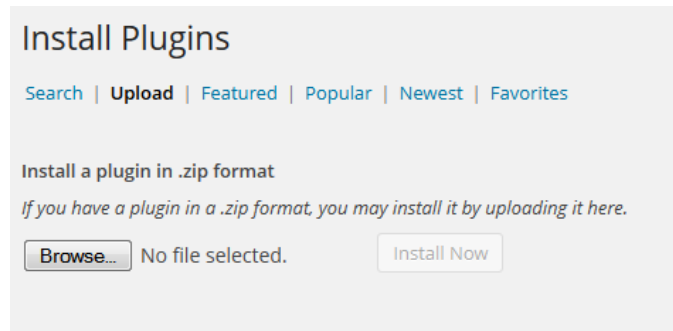 Install Plugins
Search | Upload | Featured | Popular | Newest | Favorites
Install a plugin in .zip format
If you have a plugin in a .zip format, you may install it by uploading it here.
Browse... No file selected. Install Now